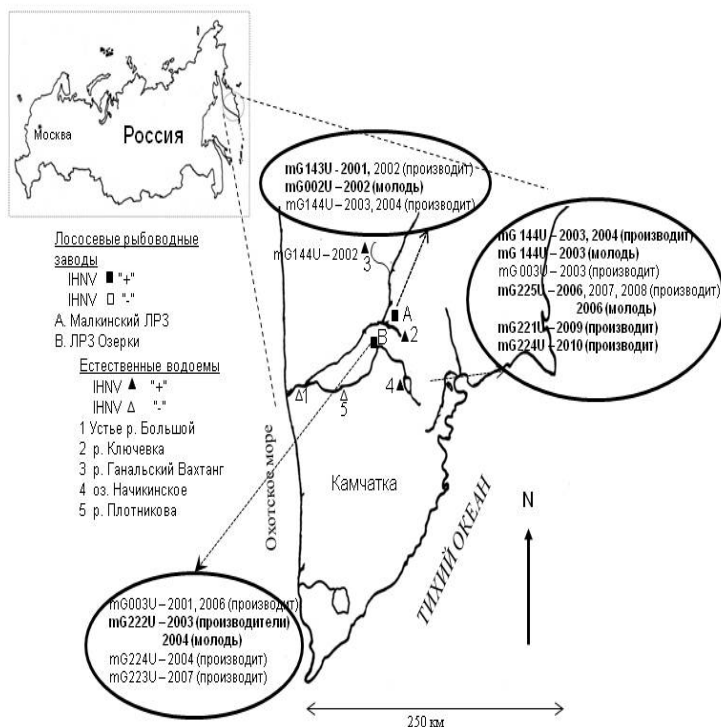 Москва
Россия
mG143U - 2001, 2002 (производит)
mG002U - 2002 (молодь)
mG144U - 2003, 2004 (производит)
Лососевые рыбоводные
заводы
IHNV ■ "+"
IHNV □ "-"
А. Малкинский ЛРЗ
В. ЛРЗ Озерки
Естественные водоемы
IHNV ▲ "+"
IHNV △ "-"
1 Устье р. Большой
2 р. Ключевка
3 р. Ганальский Вахтанг
4 оз. Начикинское
5 р. Плотникова
mG144U - 2002
3
А
2
В
1
5
4
mG 144U – 2003, 2004 (производит)
mG 144U – 2003 (молодь)
mG 003U – 2003 (производит)
mG225U – 2006, 2007, 2008 (производит)
2006 (молодь)
mG221U – 2009 (производит)
mG224U – 2010 (производит)
Охотское море
Камчатка
ТИХИЙ ОКЕАН
N
mG003U – 2001, 2006 (производит)
mG222U – 2003 (производители)
2004 (молодь)
mG224U – 2004 (производит)
mG223U – 2007 (производит)
250 км